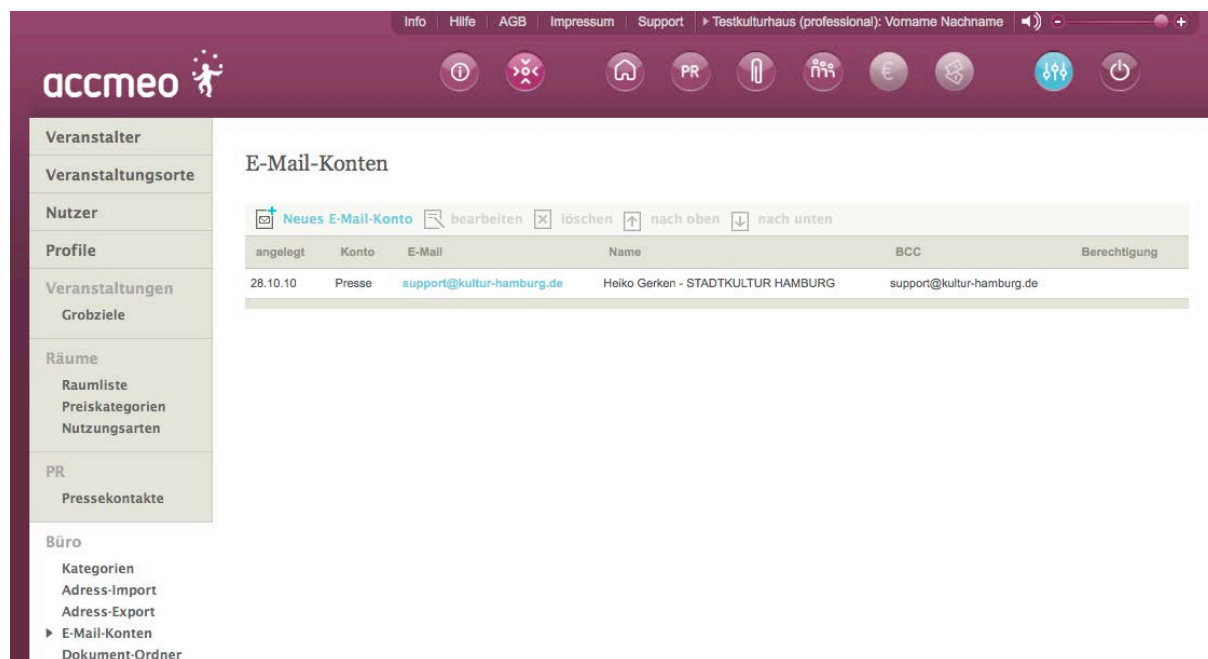 Info Hilfe AGB Impressum Support Testkulturhaus (professional): Vorname Nachname - +
accmeo PR €
Veranstalter
Veranstaltungsorte
Nutzer
Profile
Veranstaltungen
Grobziele
Räume
Raumliste
Preiskategorien
Nutzungsarten
PR
Pressekontakte
Büro
Kategorien
Adress-Import
Adress-Export
E-Mail-Konten
Dokument-Ordner
E-Mail-Konten
Neues E-Mail-Konto bearbeiten löschen nach oben nach unten
angelegt Konto E-Mail Name BCC Berechtigung
28.10.10 Presse support@kultur-hamburg.de Heiko Gerken - STADTKULTUR HAMBURG support@kultur-hamburg.de